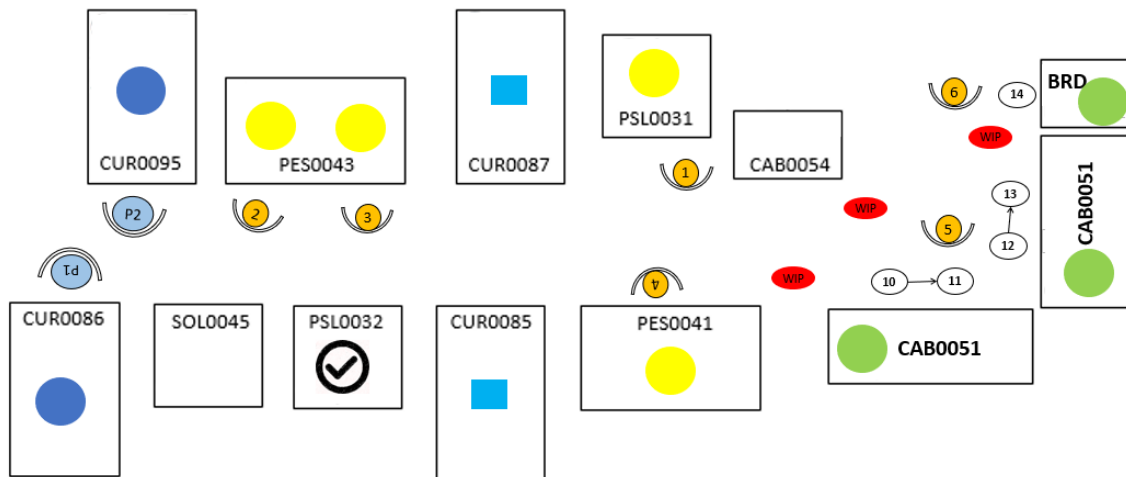 CUR0095
PES0043
CUR0087
PSL0031
CAB0054
BRD
CAB0051
6
14
WIP
1
13
P2
2
3
WIP
5
12
P1
4
WIP
10
11
CUR0086
SOL0045
PSL0032
CUR0085
PES0041
CAB0051